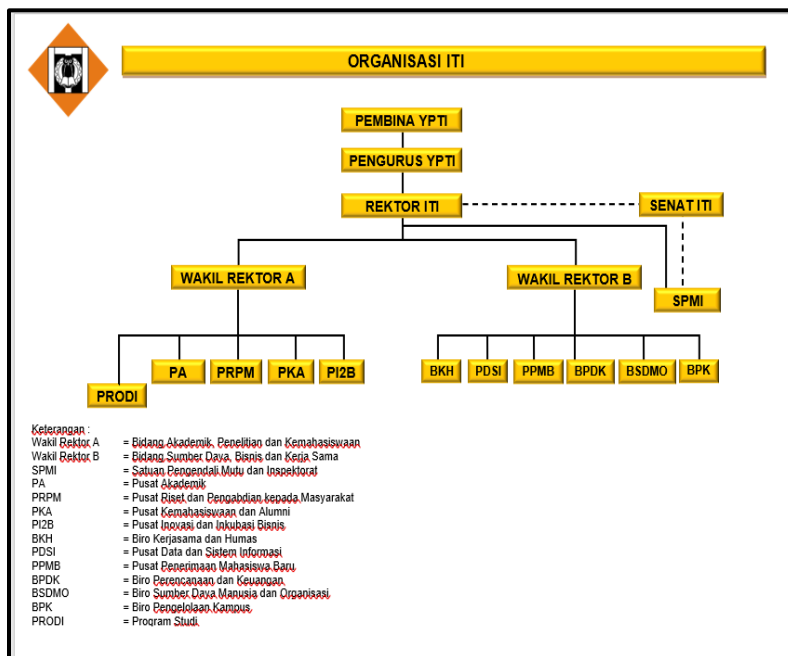 ORGANISASI ITI
PEMBINA YPTI
PENGURUS YPTI
REKTOR ITI
SENAT ITI
WAKIL REKTOR A
WAKIL REKTOR B
SPMI
PRODI
PA
PRPM
PKA
PI2B
BKH
PDSI
PPMB
BPDK
BSDMO
BPK
Keterangan :
Wakil Rektor A = Bidang Akademik, Penelitian dan Kemahasiswaan
Wakil Rektor B = Bidang Sumber Daya, Bisnis dan Kerja Sama
SPMI = Satuan Pengendali Mutu dan Inspektorat
PA = Pusat Akademik
PRPM = Pusat Riset dan Pengabdian kepada Masyarakat
PKA = Pusat Kemahasiswaan dan Alumni
PI2B = Pusat Inovasi dan Inkubasi Bisnis
BKH = Biro Kerjasama dan Humas
PDSI = Pusat Data dan Sistem Informasi
PPMB = Pusat Penerimaan Mahasiswa Baru
BPDK = Biro Perencanaan dan Keuangan
BSDMO = Biro Sumber Daya Manusia dan Organisasi
BPK = Biro Pengelolaan Kampus
PRODI = Program Studi